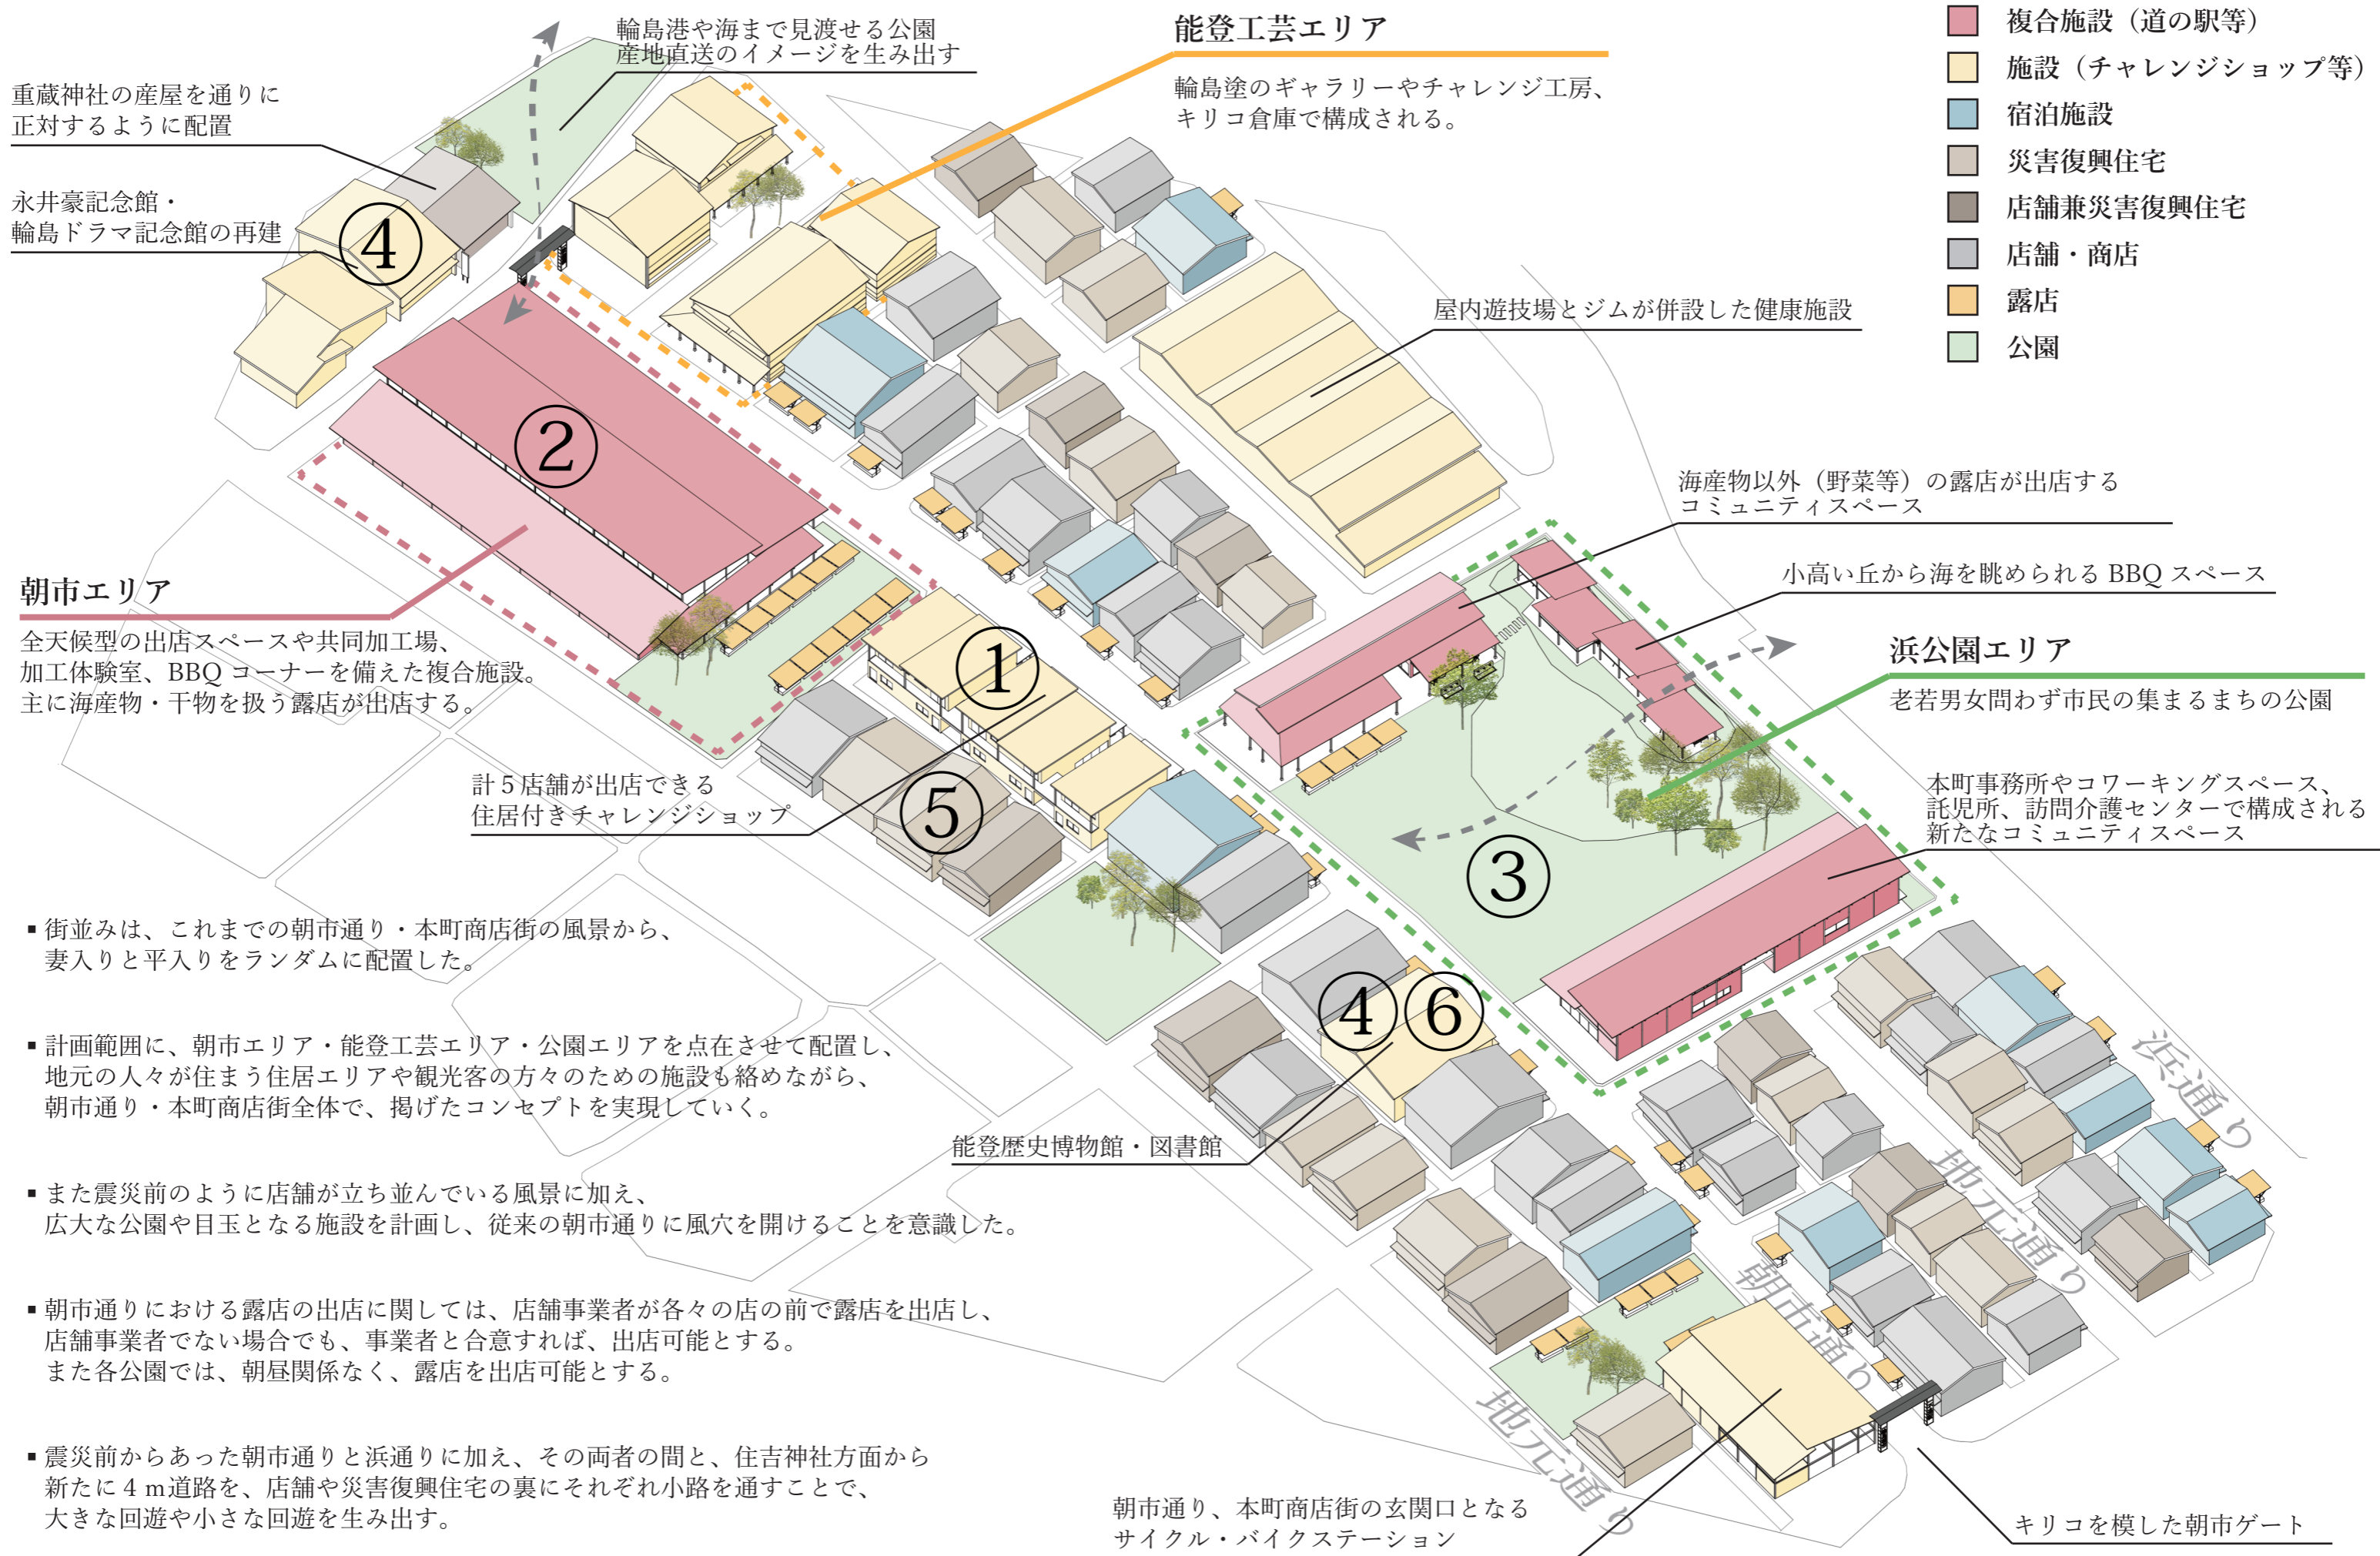 輪島港や海まで見渡せる公園
産地直送のイメージを生み出す
能登工芸エリア
輪島塗のギャラリーやチャレンジ工房、
キリコ倉庫で構成される。
複合施設（道の駅等）
施設（チャレンジショップ等）
宿泊施設
災害復興住宅
店舗兼災害復興住宅
店舗・商店
露店
公園
重蔵神社の産屋を通りに
正対するように配置
永井豪記念館・
輪島ドラマ記念館の再建
④
②
屋内遊技場とジムが併設した健康施設
海産物以外（野菜等）の露店が出店する
コミュニティスペース
小高い丘から海を眺められる BBQ スペース
朝市エリア
全天候型の出店スペースや共同加工場、
加工体験室、BBQ コーナーを備えた複合施設。
主に海産物・干物を扱う露店が出店する。
浜公園エリア
老若男女問わず市民の集まるまちの公園
①
計５店舗が出店できる
住居付きチャレンジショップ
⑤
本町事務所やコワーキングスペース、
託児所、訪問介護センターで構成される
新たなコミュニティスペース
③
▪ 街並みは、これまでの朝市通り・本町商店街の風景から、
妻入りと平入りをランダムに配置した。
④⑥
▪ 計画範囲に、朝市エリア・能登工芸エリア・公園エリアを点在させて配置し、
地元の人々が住まう住居エリアや観光客の方々のための施設も絡めながら、
朝市通り・本町商店街全体で、掲げたコンセプトを実現していく。
能登歴史博物館・図書館
浜通り
地元通り
朝市通り
地元通り
▪ また震災前のように店舗が立ち並んでいる風景に加え、
広大な公園や目玉となる施設を計画し、従来の朝市通りに風穴を開けることを意識した。
▪ 朝市通りにおける露店の出店に関しては、店舗事業者が各々の店の前で露店を出店し、
店舗事業者でない場合でも、事業者と合意すれば、出店可能とする。
また各公園では、朝昼関係なく、露店を出店可能とする。
▪ 震災前からあった朝市通りと浜通りに加え、その両者の間と、住吉神社方面から
新たに４ｍ道路を、店舗や災害復興住宅の裏にそれぞれ小路を通すことで、
大きな回遊や小さな回遊を生み出す。
朝市通り、本町商店街の玄関口となる
サイクル・バイクステーション
キリコを模した朝市ゲート